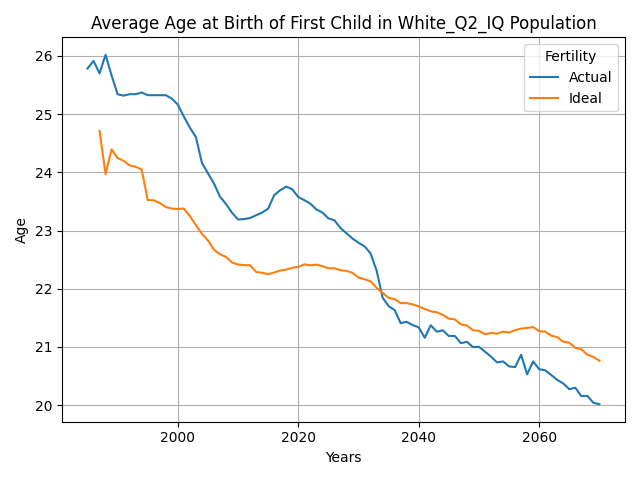 Average Age at Birth of First Child in White_Q2_IQ Population
Fertility
Actual
Ideal
Age
26
25
24
23
22
21
20
2000
2020
2040
2060
Years